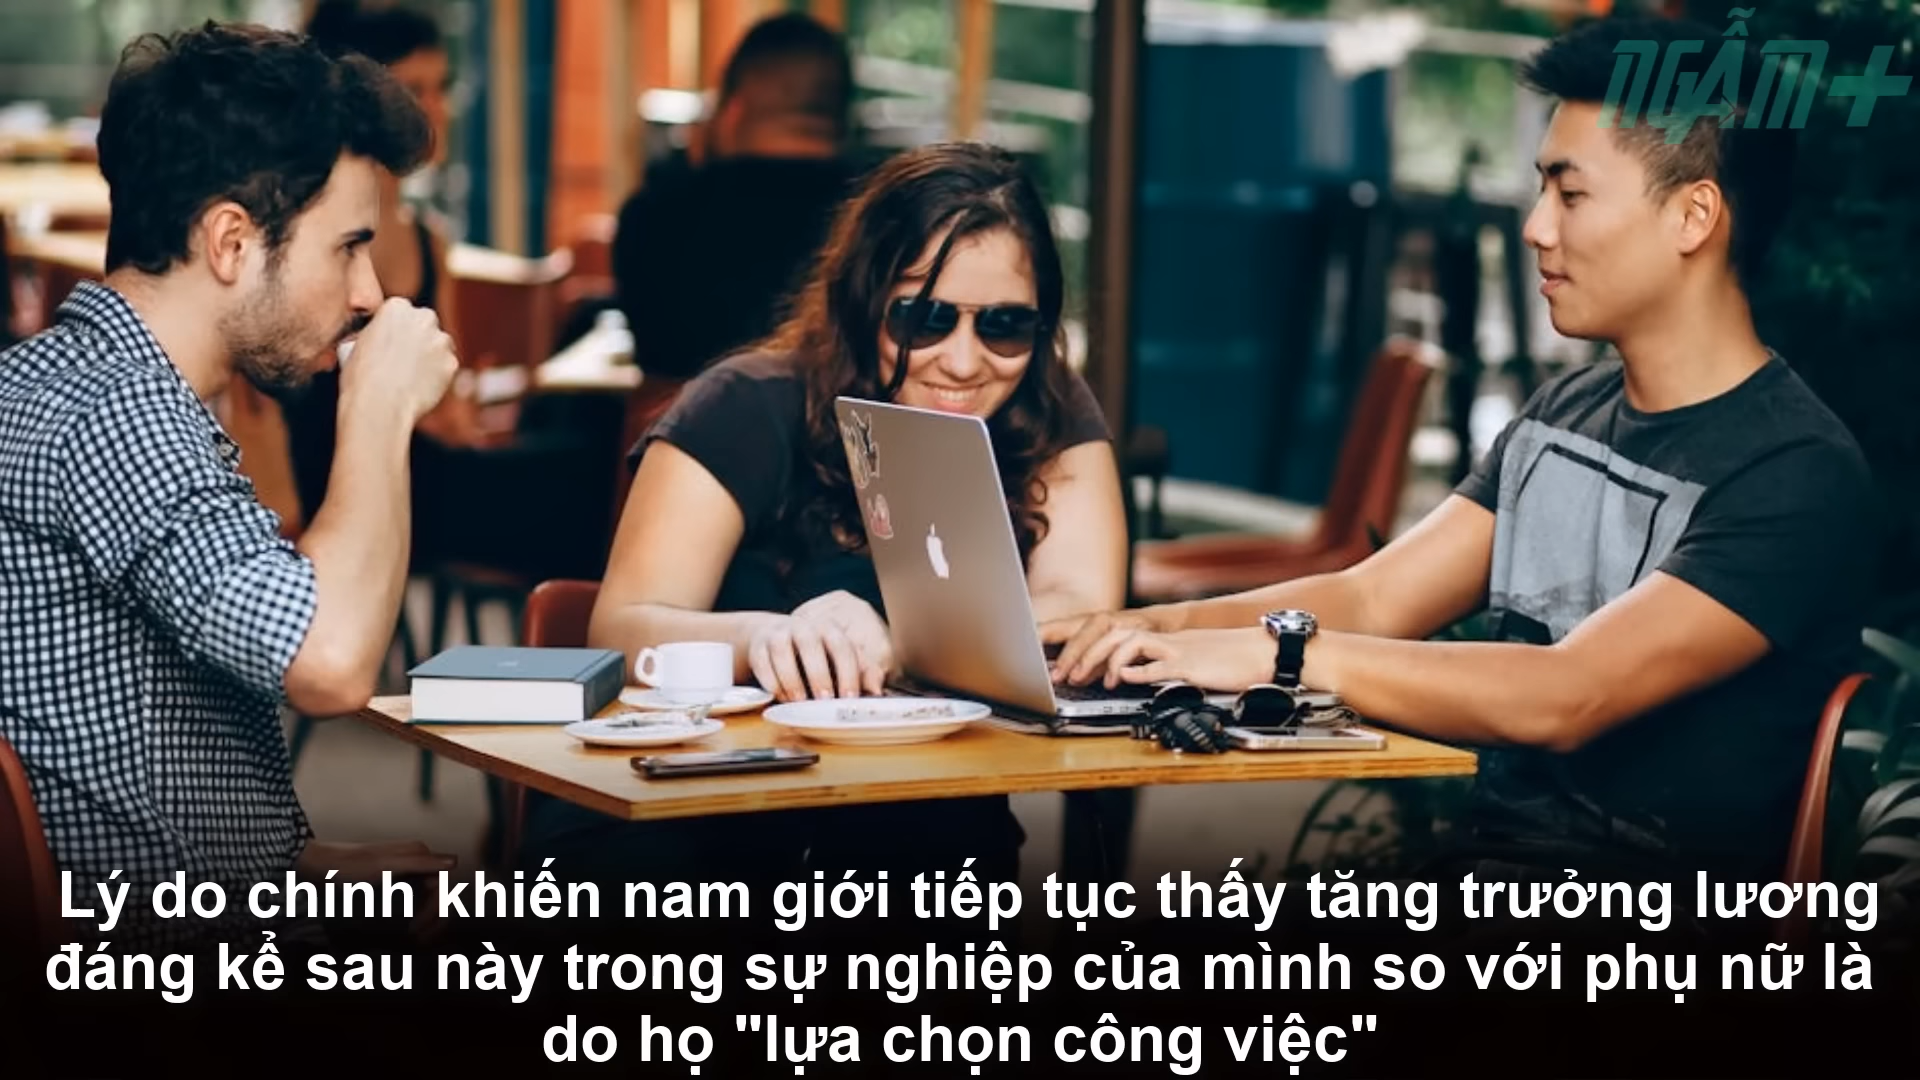 NGẪM+
Lý do chính khiến nam giới tiếp tục thấy tăng trưởng lương
đáng kể sau này trong sự nghiệp của mình so với phụ nữ là
do họ "lựa chọn công việc"